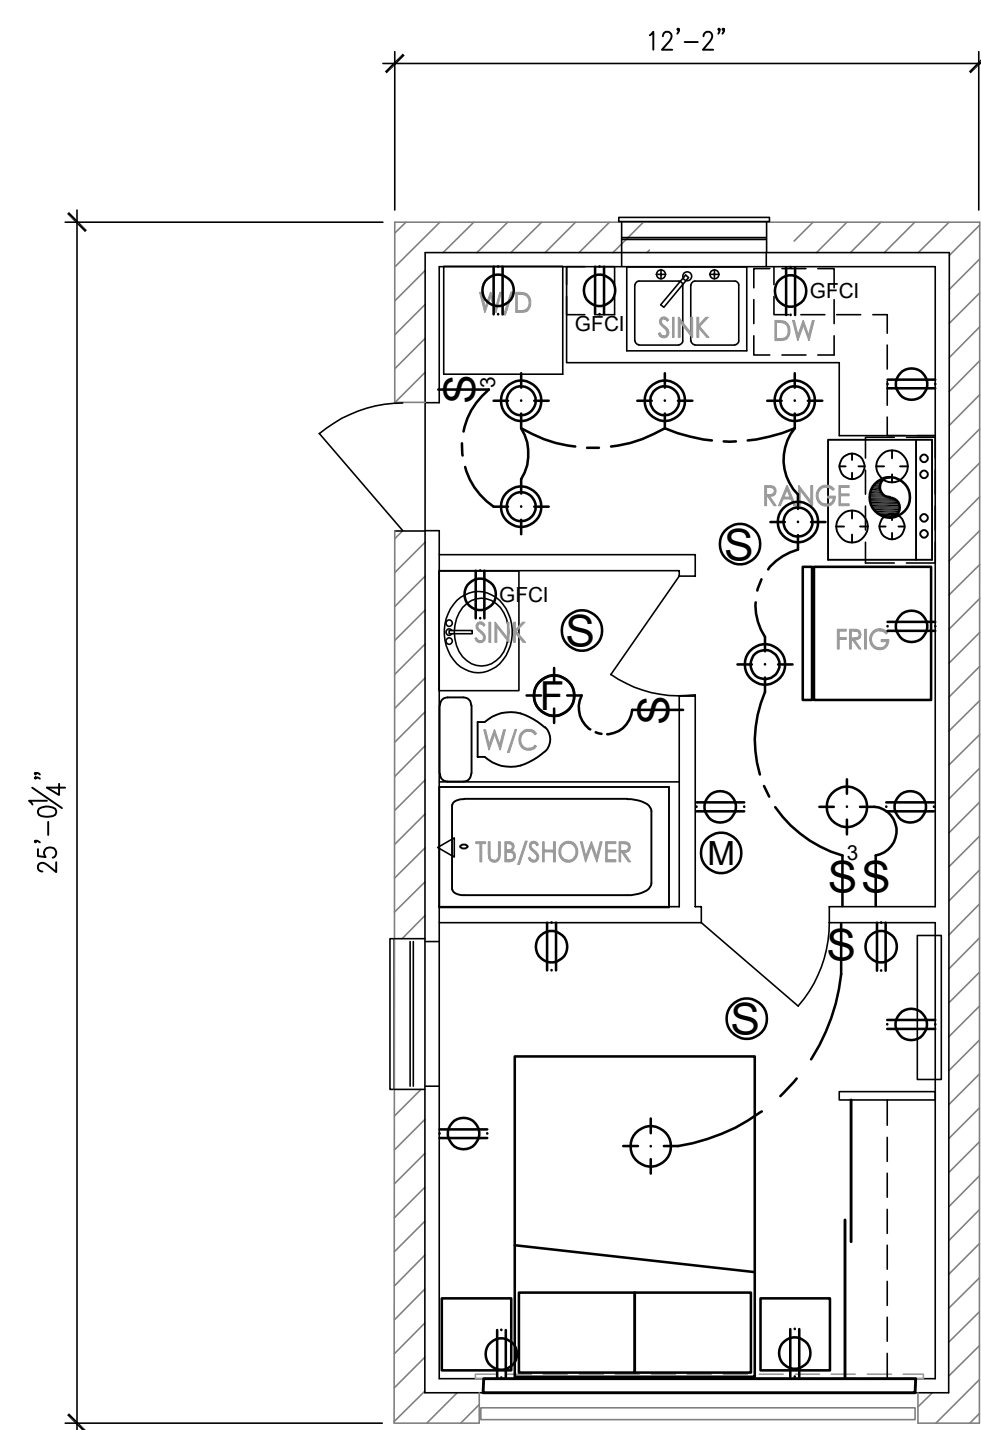 12'-2"
W/D
GFCI
GFCI
SINK
DW
$
3
RANGE
S
GFCI
SINK
S
FRIG
F
$
W/C
25'-0¼"
M
TUB/SHOWER
3
$ $
$
S